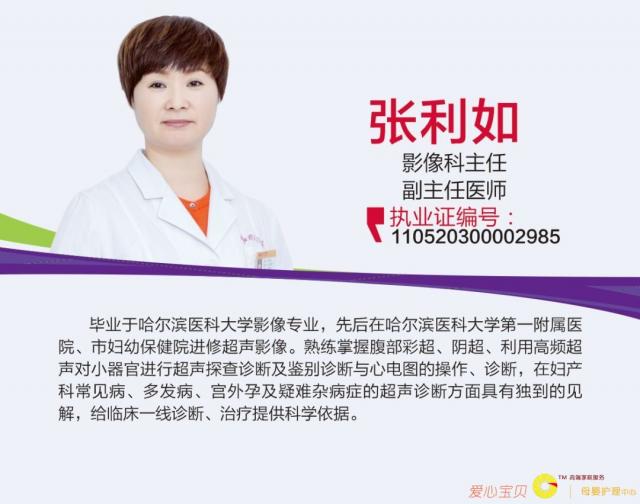 张利如
影像科主任
副主任医师
执业证编号：
110520300002985
毕业于哈尔滨医科大学影像专业，先后在哈尔滨医科大学第一附属医
院、市妇幼保健院进修超声影像。熟练掌握腹部彩超、阴超、利用高频超
声对小器官进行超声探查诊断及鉴别诊断与心电图的操作、诊断，在妇产
科常见病、多发病、宫外孕及疑难杂病症的超声诊断方面具有独到的见
解，给临床一线诊断、治疗提供科学依据。
爱心宝贝
TM 高端家庭服务
母婴护理中心